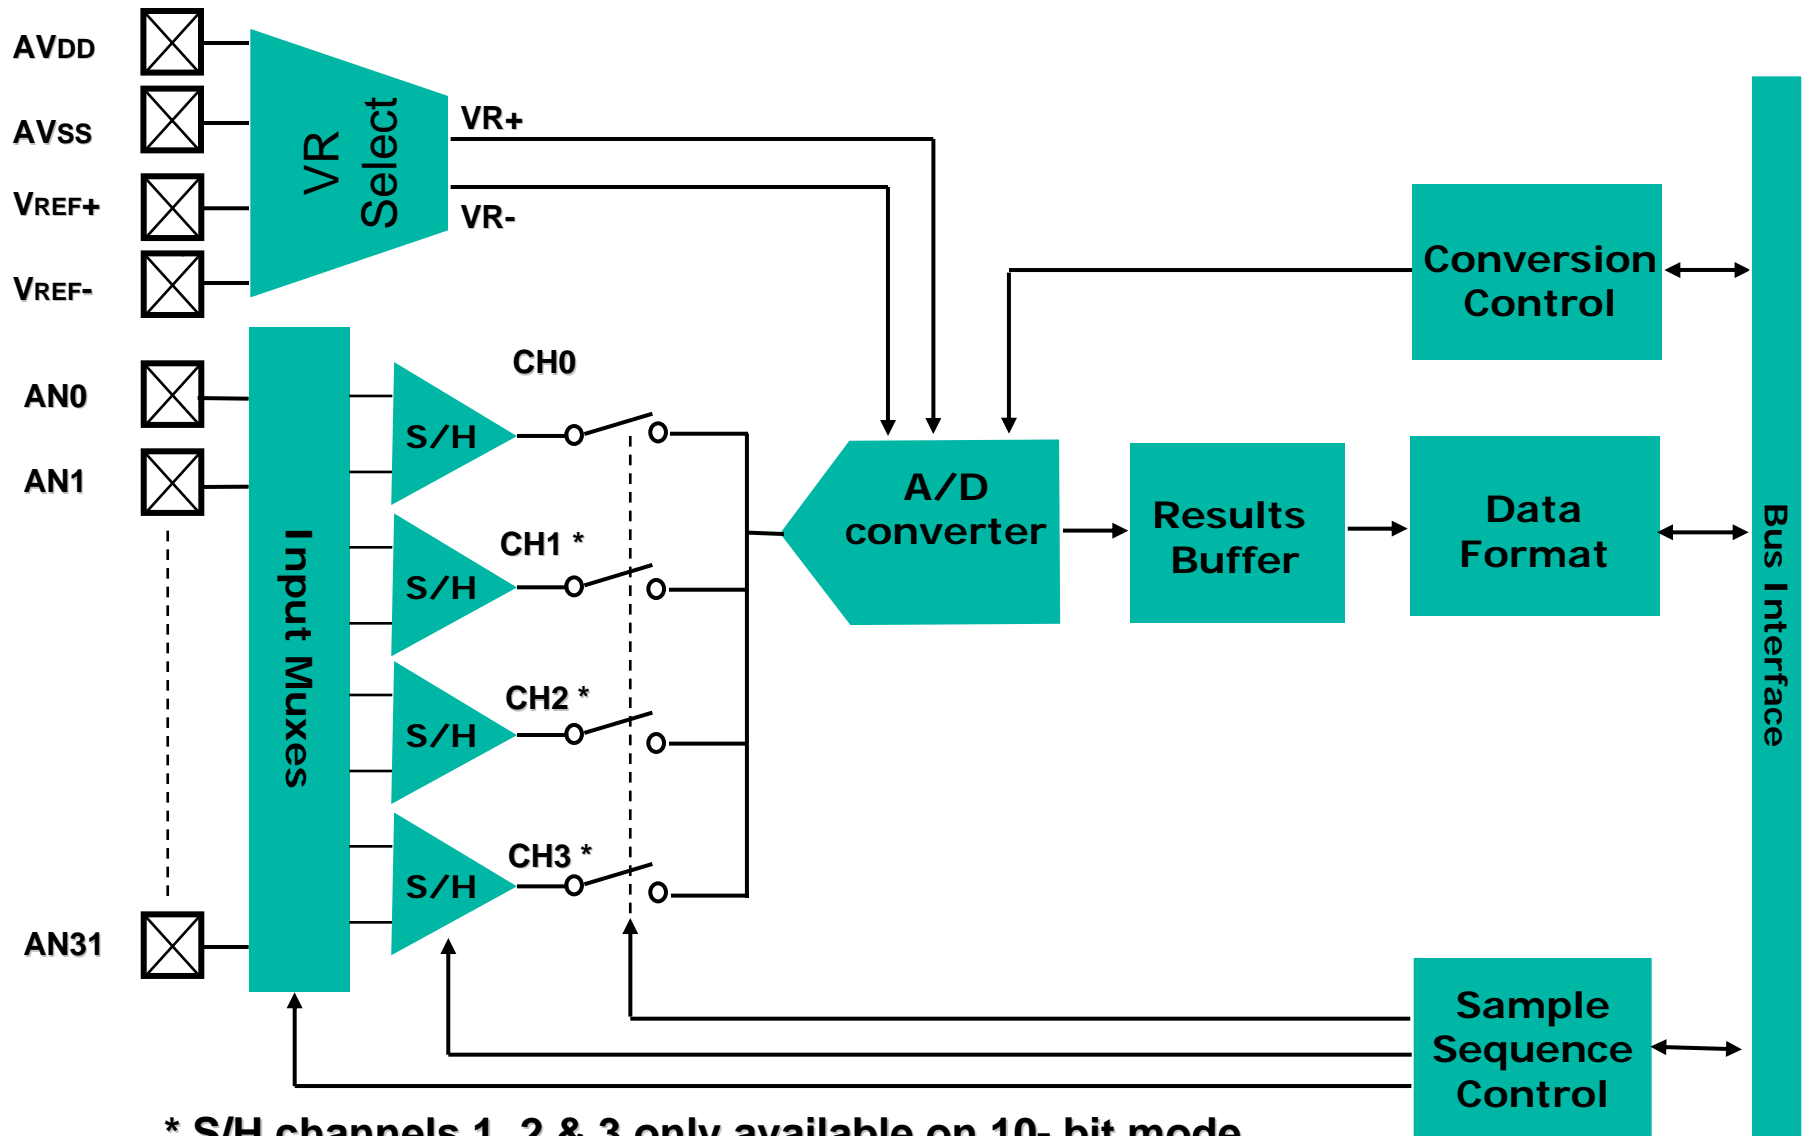 AVDD
AVSS
VREF+
VREF-
VR
Select
VR+
VR-
Conversion
Control
AN0
AN1
AN31
Input Muxes
CH0
S/H
CH1 *
S/H
CH2 *
S/H
CH3 *
S/H
A/D
converter
Results
Buffer
Data
Format
Bus Interface
Sample
Sequence
Control
* S/H channels 1, 2 & 3 only available on 10- bit mode